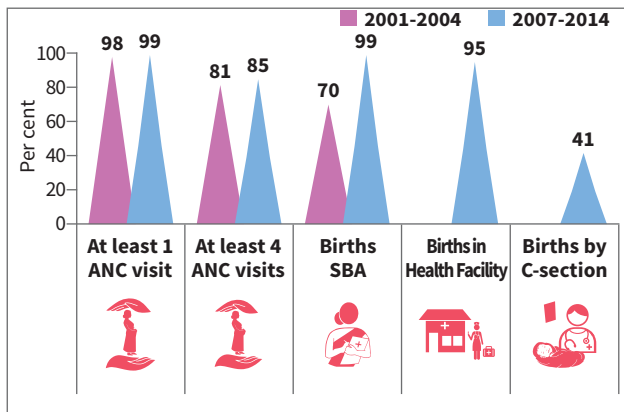 2001-2004 2007-2014
98 99 81 85 70 99 95 41
Per cent
100
80
60
40
20
0
At least 1
ANC visit
At least 4
ANC visits
Births
SBA
Births in
Health Facility
Births by
C-section